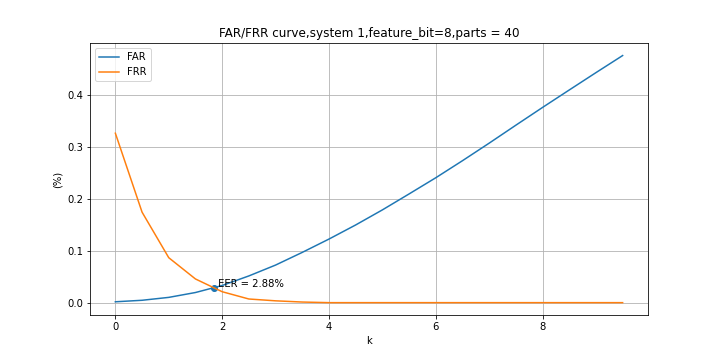 FAR/FRR curve,system 1,feature_bit=8,parts = 40
FAR
FRR
(%)
0.4
0.3
0.2
0.1
0.0
EER = 2.88%
0 2 4 6 8
k